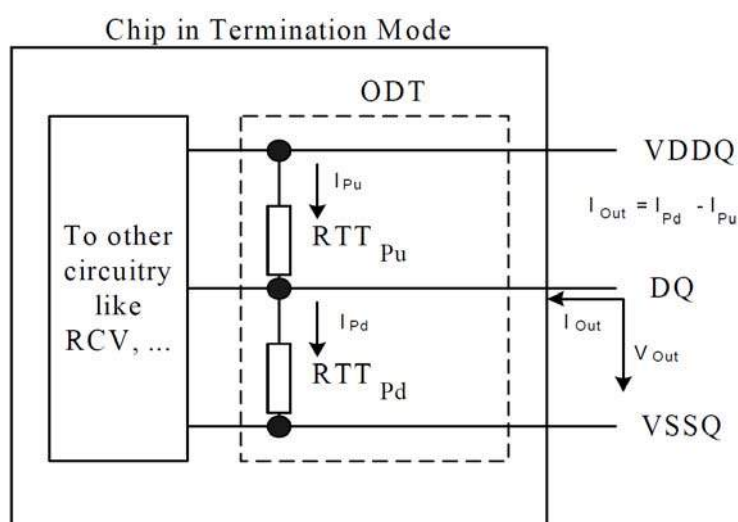 Chip in Termination Mode
ODT
VDDQ
I Pu
I Out = I Pd - I Pu
To other
circuitry
like
RCV, ...
RTT Pu
DQ
I Out
I Pd
V Out
RTT Pd
VSSQ